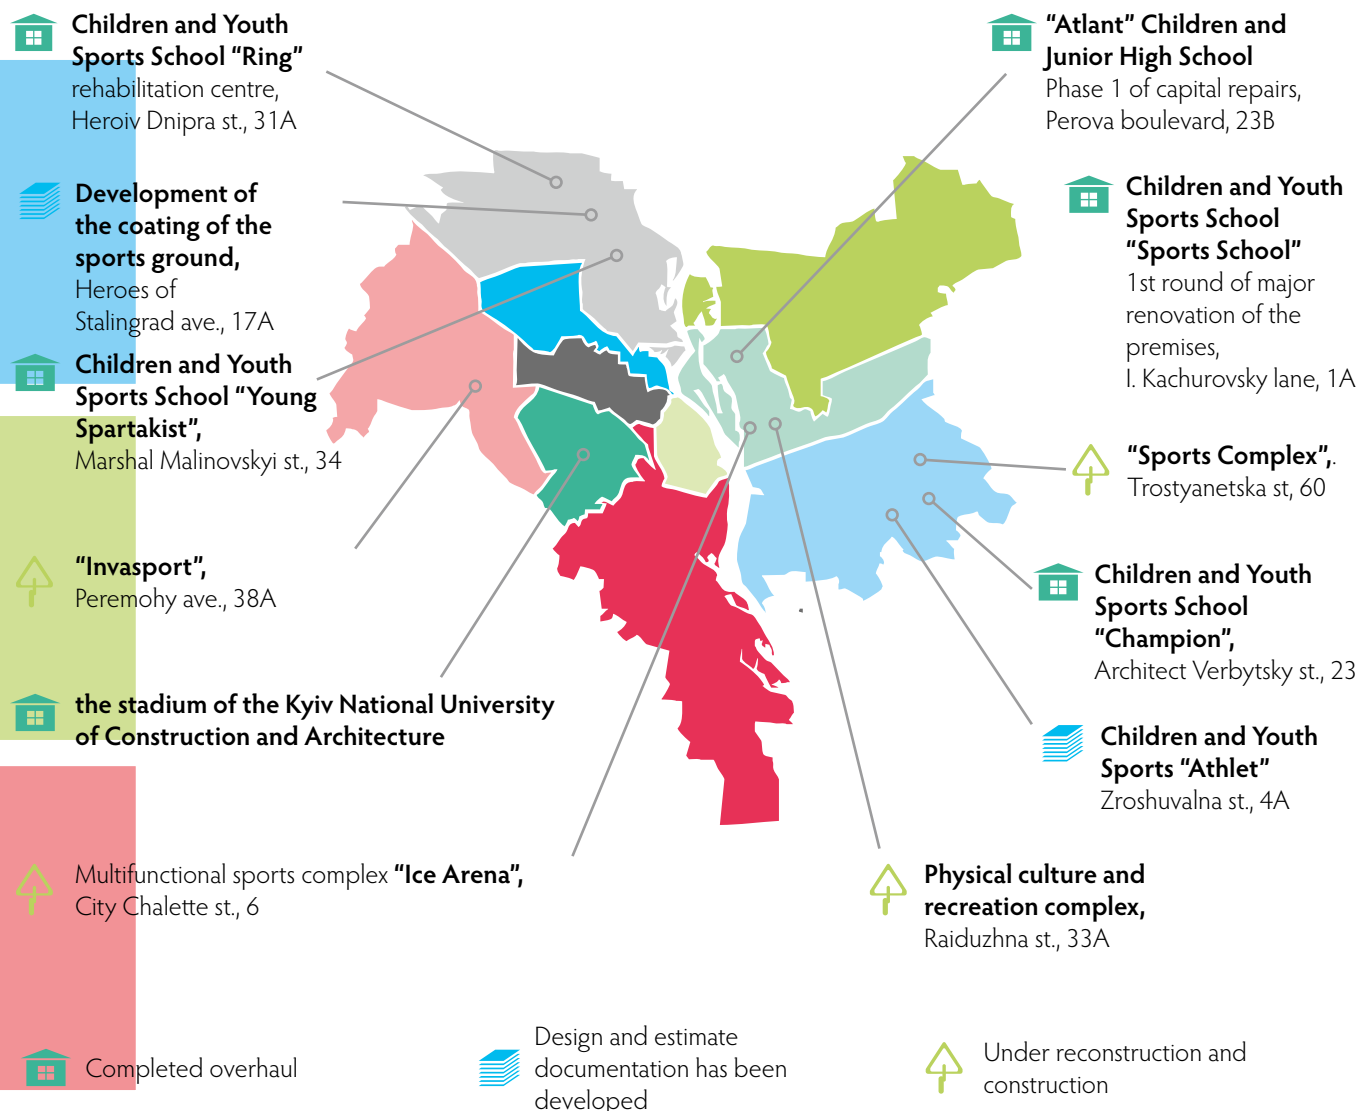 Children and Youth
Sports School “Ring”
rehabilitation centre,
Heroiv Dnipra st., 31A
Development of
the coating of the
sports ground,
Heroes of
Stalingrad ave., 17A
Children and Youth
Sports School “Young
Spartakist”,
Marshal Malinovskyi st., 34
“Invasport”,
Peremohy ave., 38A
the stadium of the Kyiv National University
of Construction and Architecture
Multifunctional sports complex “Ice Arena”,
City Chalette st., 6
“Atlant” Children and
Junior High School
Phase 1 of capital repairs,
Perova boulevard, 23B
Children and Youth
Sports School
“Sports School”
1st round of major
renovation of the
premises,
I. Kachurovsky lane, 1A
“Sports Complex”,.
Trostyanetska st, 60
Children and Youth
Sports School
“Champion”,
Architect Verbytsky st., 23
Children and Youth
Sports “Athlet”
Zroshuvalna st., 4A
Physical culture and
recreation complex,
Raiduzhna st., 33A
Completed overhaul
Design and estimate
documentation has been
developed
Under reconstruction and
construction